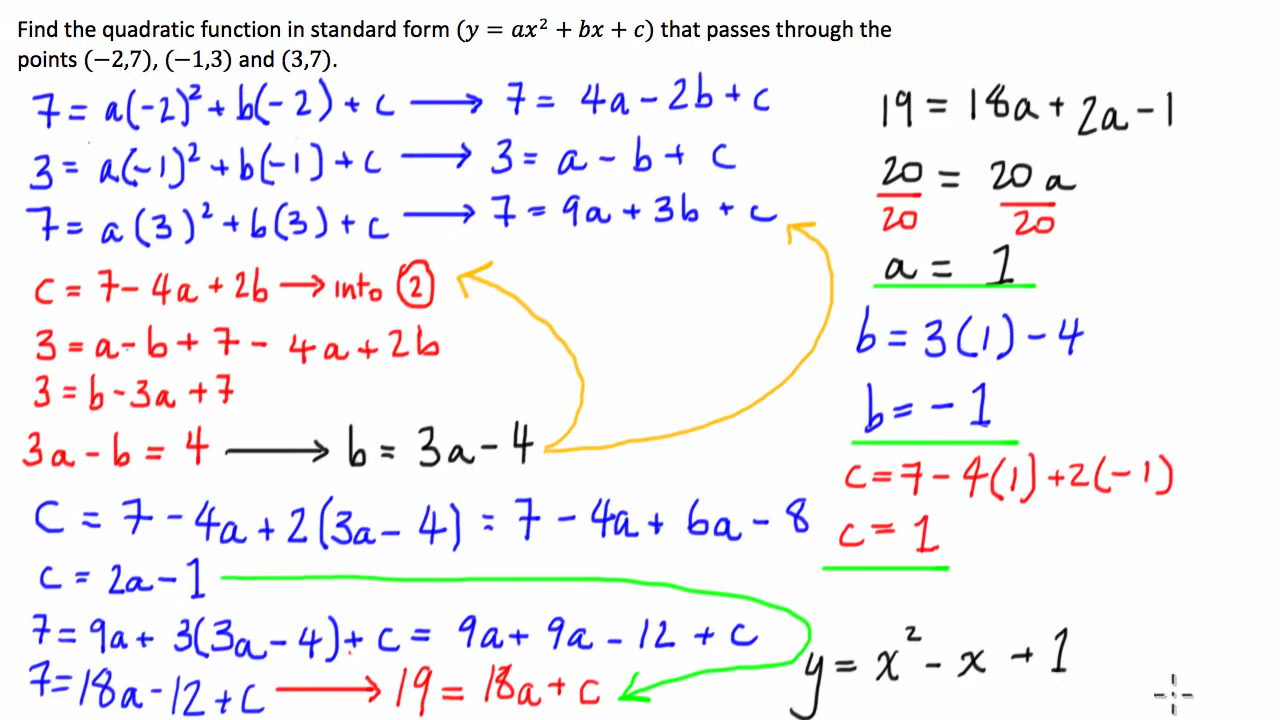 Find the quadratic function in standard form (y = ax² + bx + c) that passes through the
points (−2,7), (−1,3) and (3,7).
7 = a(-2)² + b(-2) + c → 7 = 4a - 2b + c
3 = a(-1)² + b(-1) + c → 3 = a - b + c
7 = a(3)² + b(3) + c → 7 = 9a + 3b + c
c = 7 - 4a + 2b → into ②
3 = a - b + 7 - 4a + 2b
3 = b - 3a + 7
3a - b = 4 → b = 3a - 4
c = 7 - 4a + 2(3a - 4) = 7 - 4a + 6a - 8
c = 2a - 1
7 = 9a + 3(3a - 4) + c = 9a + 9a - 12 + c
7 = 18a - 12 + c → 19 = 18a + c
19 = 18a + 2a - 1
20 = 20a
20 20
a = 1
b = 3(1) - 4
b = -1
c = 7 - 4(1) + 2(-1)
c = 1
y = x² - x + 1